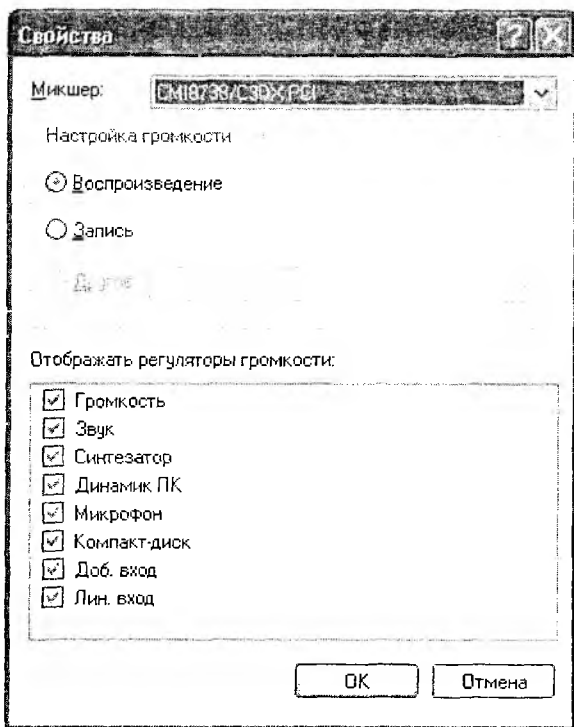 Свойства
Микшер: CMI8738/C3DX PCI
Настройка громкости
Воспроизведение
Запись
Другое
Отображать регуляторы громкости:
Громкость
Звук
Синтезатор
Динамик ПК
Микрофон
Компакт-диск
Доб. вход
Лин. вход
OK Отмена